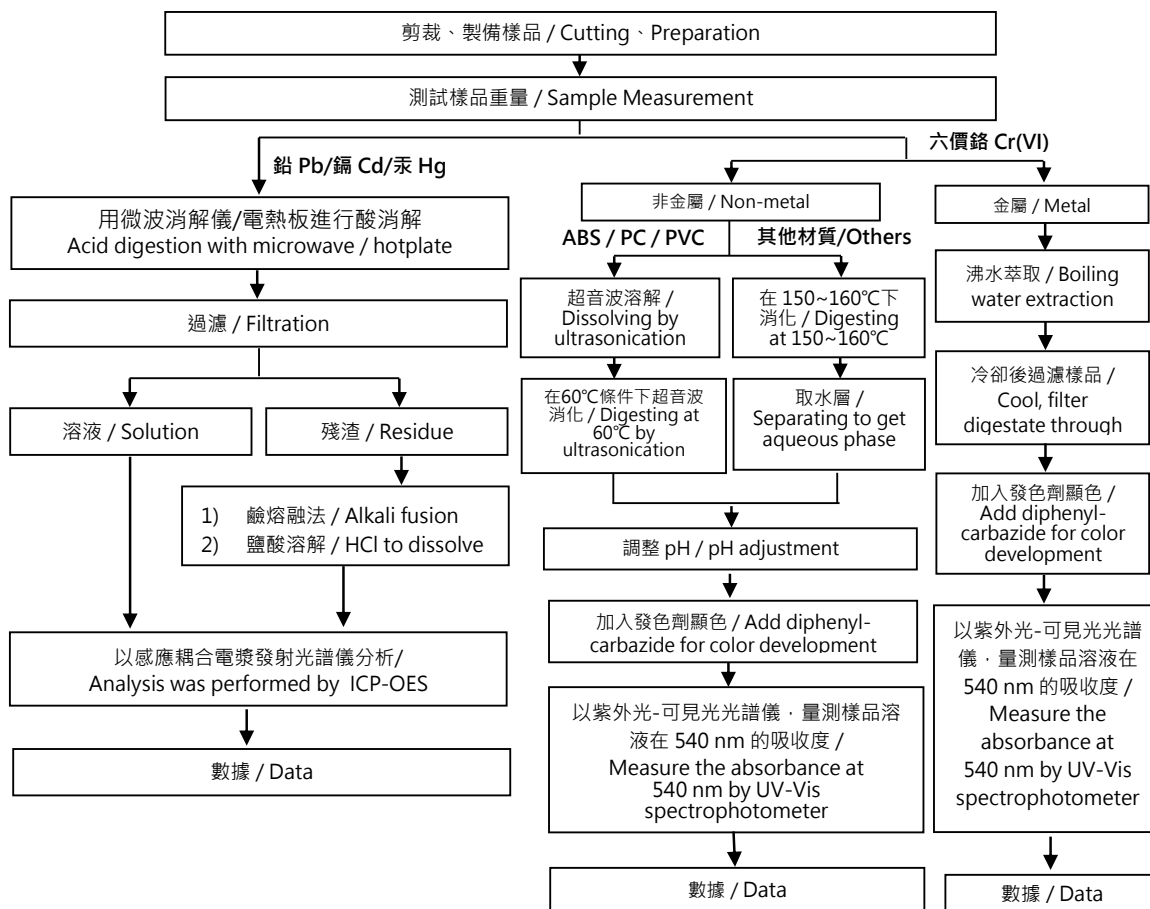 剪裁、製備樣品 / Cutting、Preparation
測試樣品重量 / Sample Measurement
鉛 Pb/鎘 Cd/汞 Hg
用微波消解儀/電熱板進行酸消解
Acid digestion with microwave / hotplate
過濾 / Filtration
溶液 / Solution
殘渣 / Residue
1) 鹼熔融法 / Alkali fusion
2) 鹽酸溶解 / HCl to dissolve
以感應耦合電漿發射光譜儀分析/
Analysis was performed by ICP-OES
數據 / Data
六價鉻 Cr(VI)
非金屬 / Non-metal
ABS / PC / PVC
超音波溶解 /
Dissolving by
ultrasonication
在60℃條件下超音波
消化 / Digesting at
60℃ by
ultrasonication
其他材質/Others
在 150~160℃下
消化 / Digesting
at 150~160℃
取水層 /
Separating to get
aqueous phase
調整 pH / pH adjustment
加入發色劑顯色 / Add diphenyl-
carbazide for color development
以紫外光-可見光光譜儀，量測樣品溶
液在 540 nm 的吸收度 /
Measure the absorbance at
540 nm by UV-Vis
spectrophotometer
數據 / Data
金屬 / Metal
沸水萃取 / Boiling
water extraction
冷卻後過濾樣品 /
Cool, filter
digestate through
加入發色劑顯色 /
Add diphenyl-
carbazide for color
development
以紫外光-可見光光譜
儀，量測樣品溶液在
540 nm 的吸收度 /
Measure the
absorbance at
540 nm by UV-Vis
spectrophotometer
數據 / Data